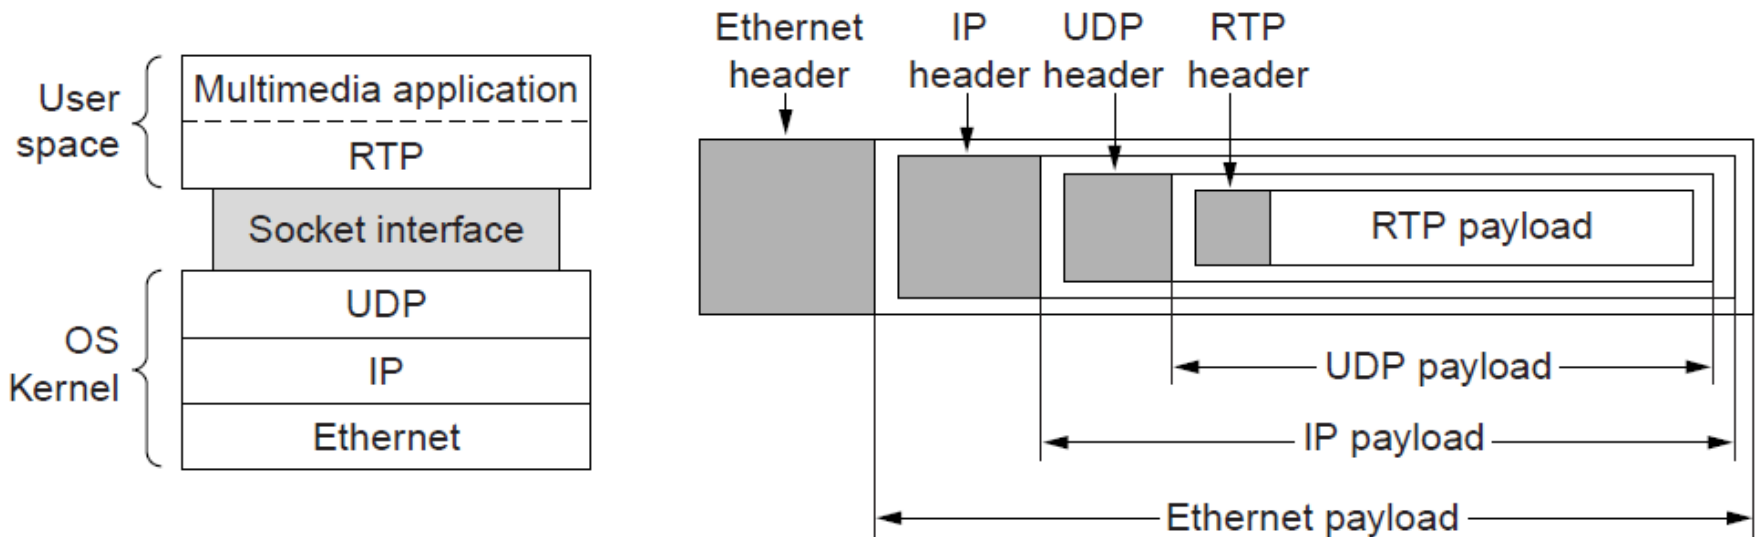 User
space
Multimedia application
RTP
Socket interface
OS
Kernel
UDP
IP
Ethernet
Ethernet
header
IP
header
UDP
header
RTP
header
RTP payload
UDP payload
IP payload
Ethernet payload